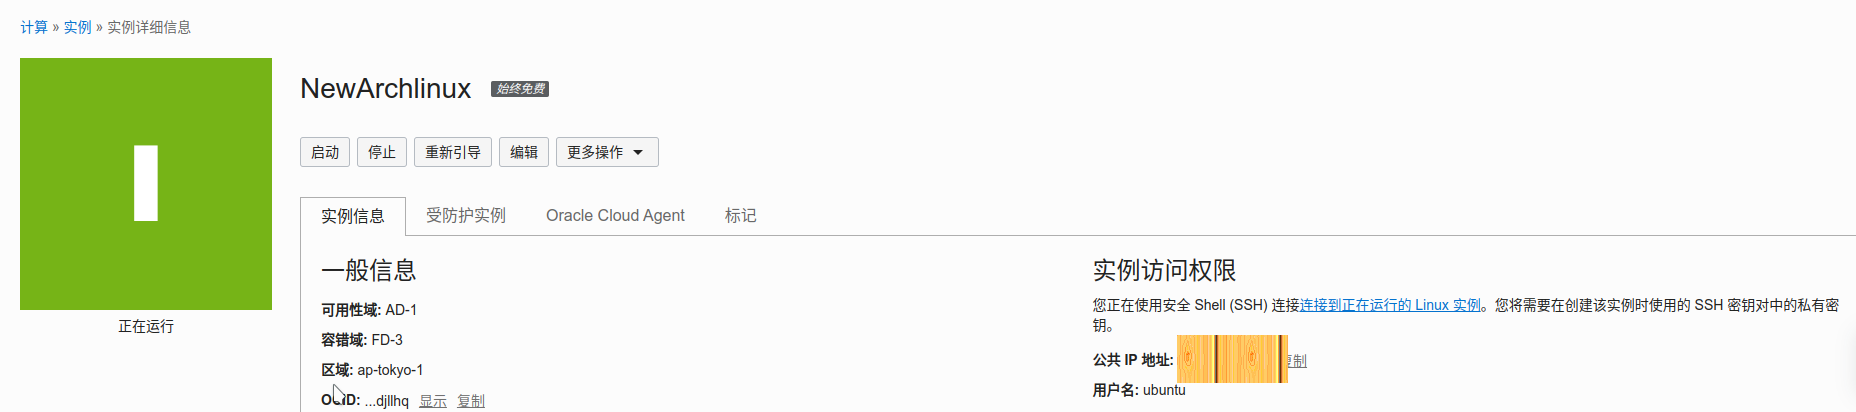 计算 » 实例 » 实例详细信息
NewArchlinux 始终免费
启动 停止 重新引导 编辑 更多操作
实例信息 受防护实例 Oracle Cloud Agent 标记
正在运行
一般信息
可用性域: AD-1
容错域: FD-3
区域: ap-tokyo-1
OCID: ...djllhq 显示 复制
实例访问权限
您正在使用安全 Shell (SSH) 连接连接到正在运行的 Linux 实例。您将需要在创建该实例时使用的 SSH 密钥对中的私有密
钥。
公共 IP 地址: 复制
用户名: ubuntu